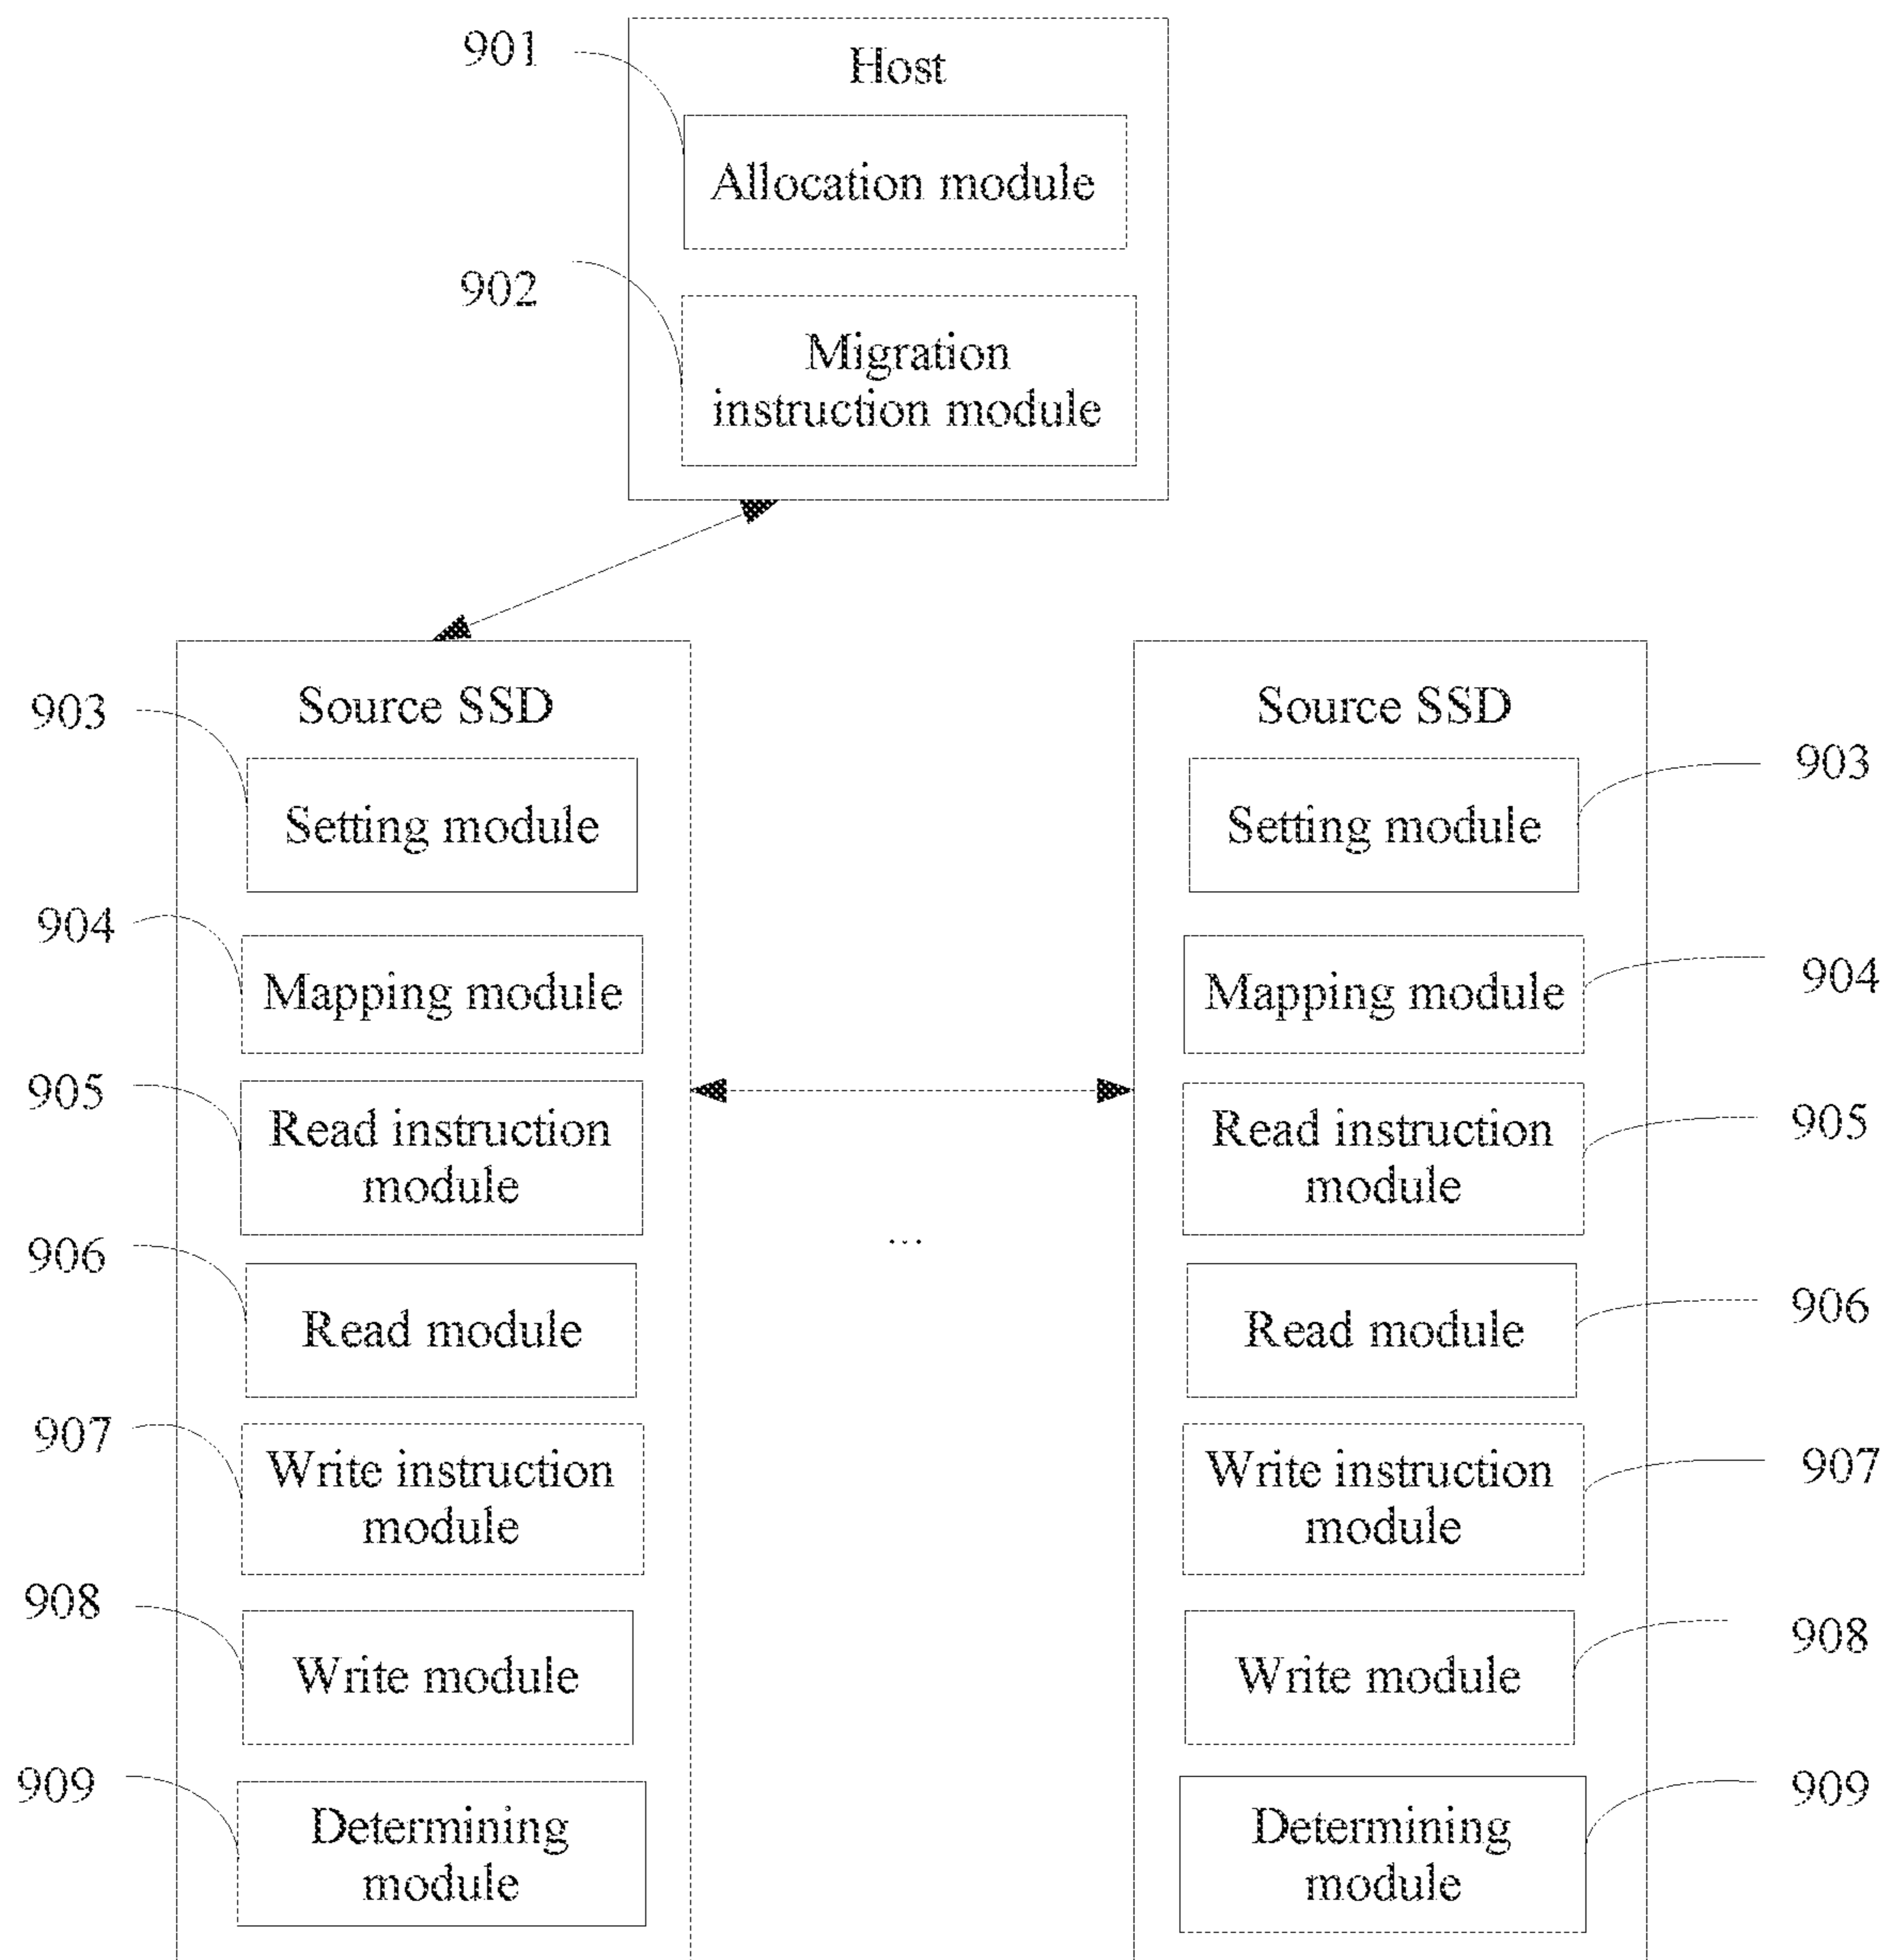 901
Host
Allocation module
902
Migration
instruction module
Source SSD
903
Setting module
904
Mapping module
905
Read instruction
module
906
Read module
907
Write instruction
module
908
Write module
909
Determining
module
...
Source SSD
Setting module
903
Mapping module
904
Read instruction
module
905
Read module
906
Write instruction
module
907
Write module
908
Determining
module
909